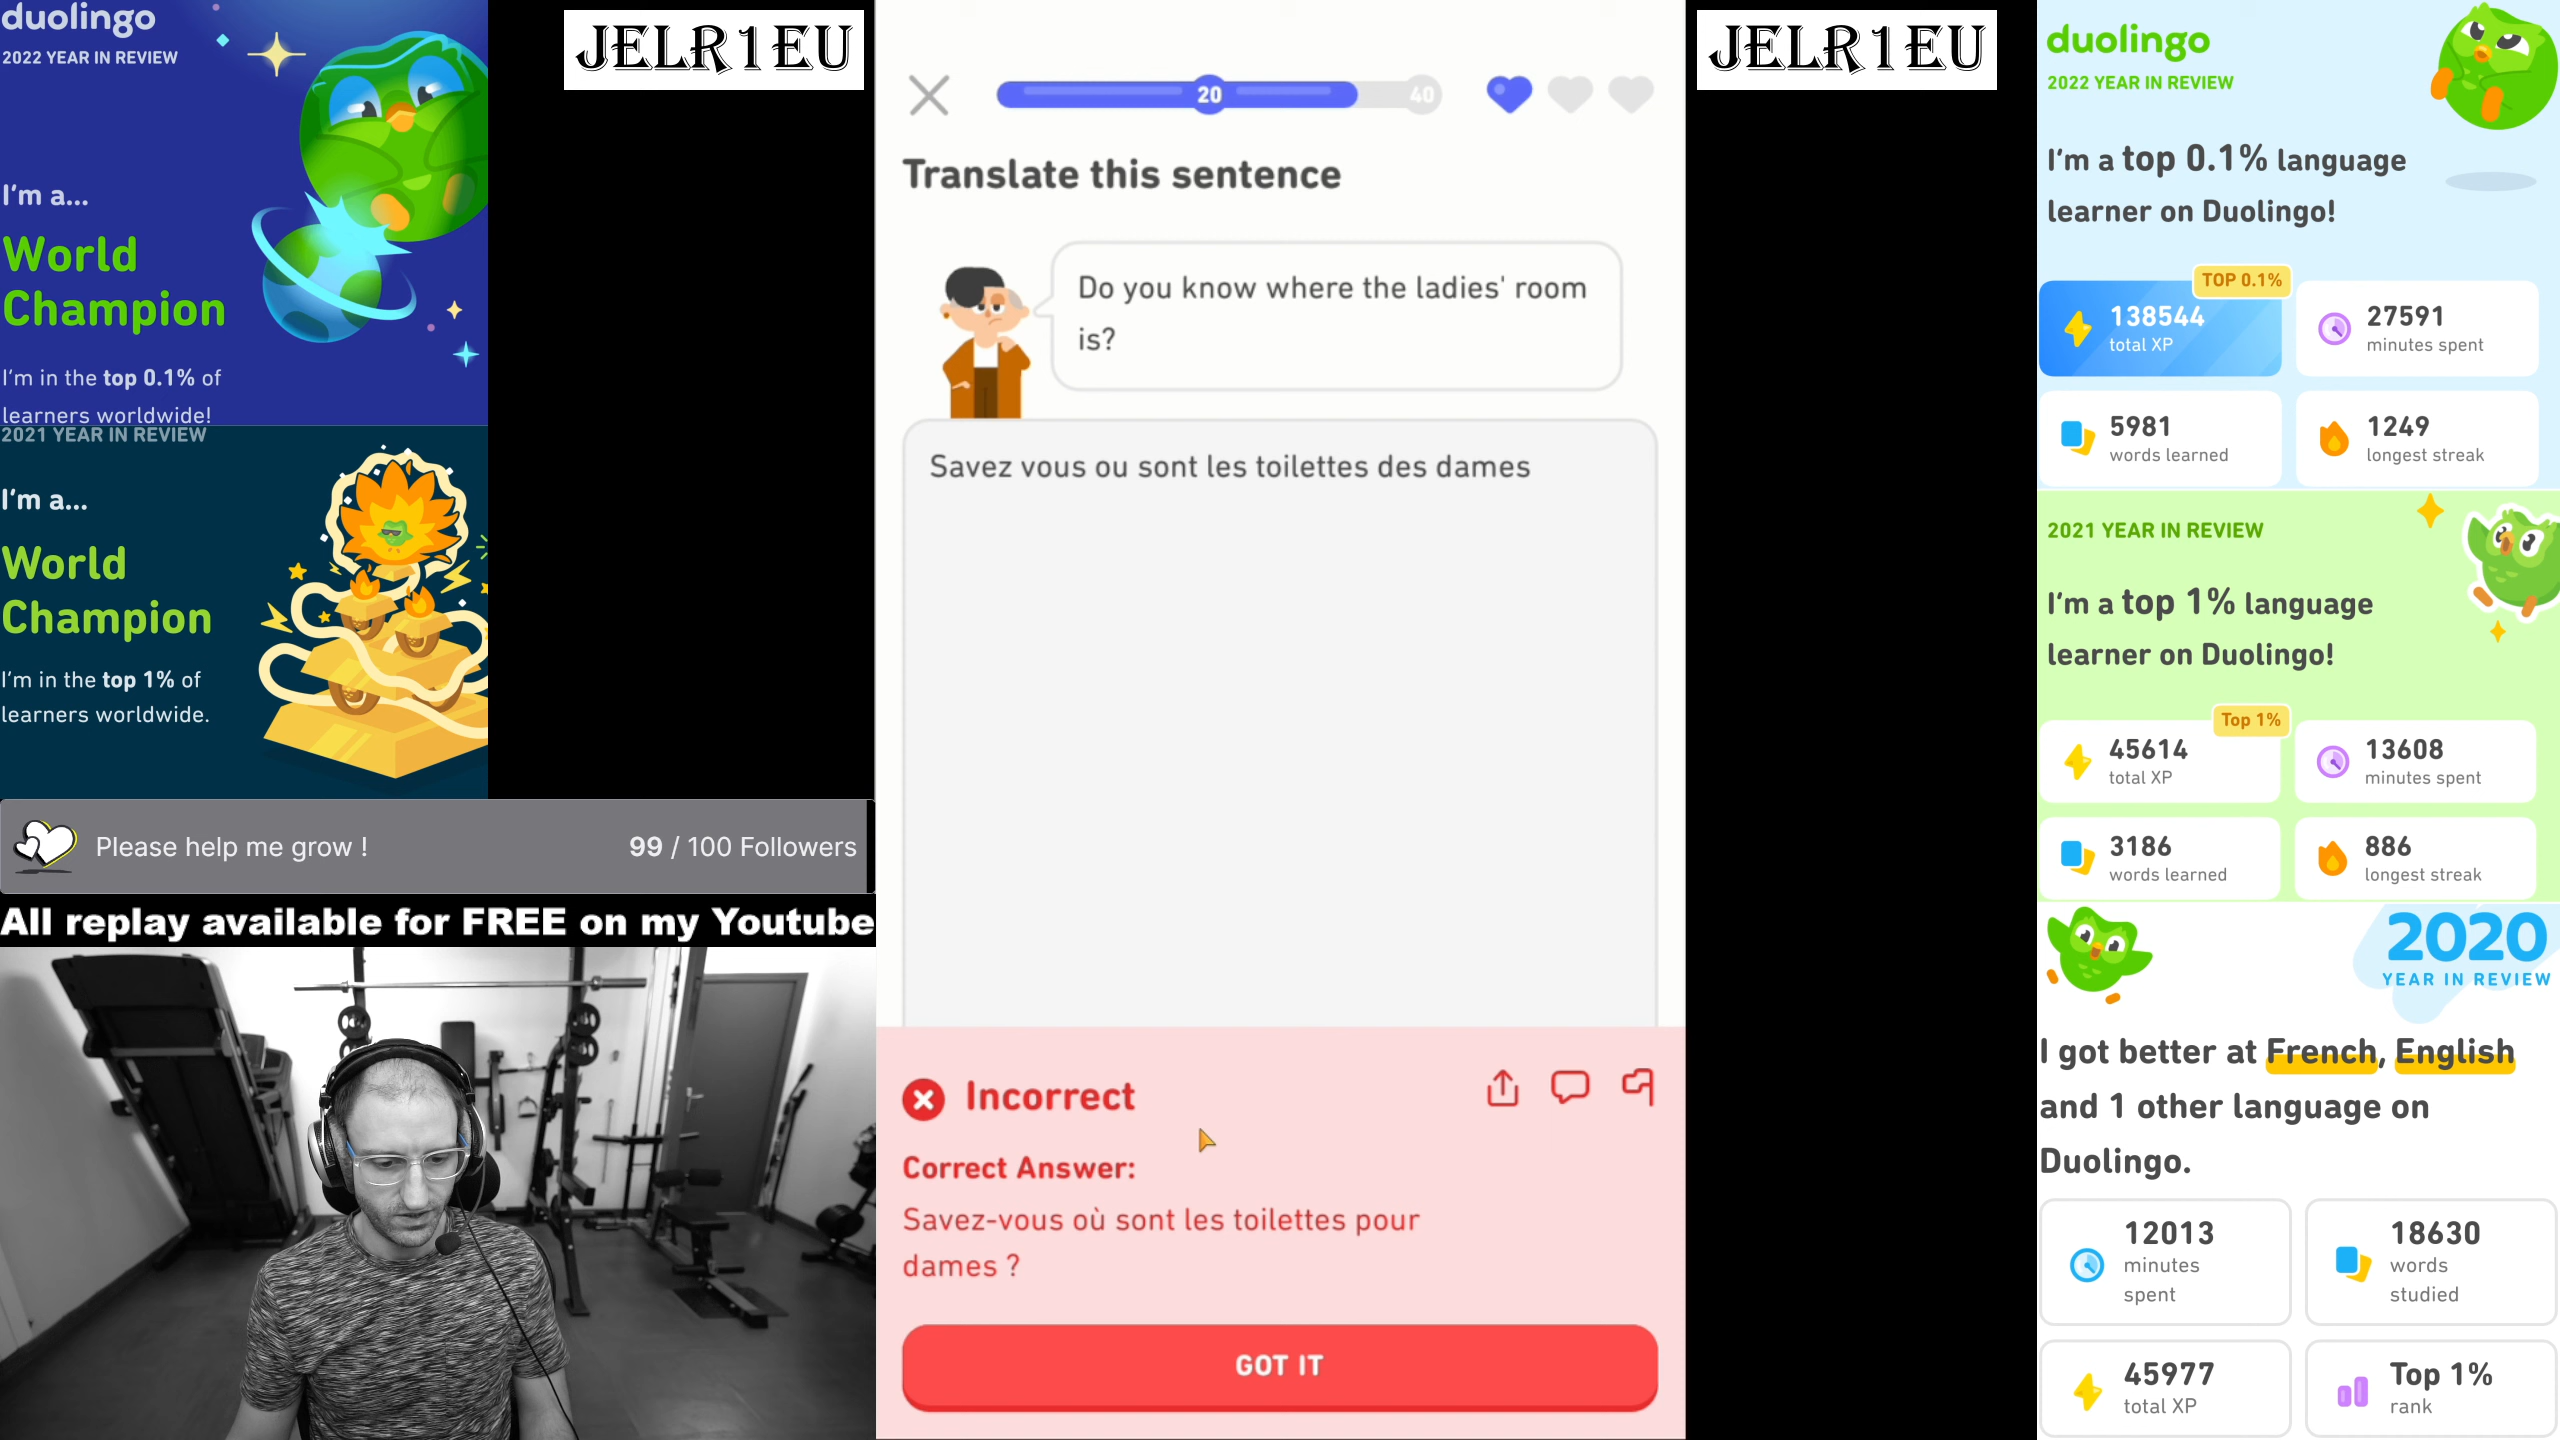 duolingo
2022 YEAR IN REVIEW
I'm a...
World
Champion
I'm in the top 0.1% of
learners worldwide!
2021 YEAR IN REVIEW
I'm a...
World
Champion
I'm in the top 1% of
learners worldwide.
Please help me grow !
99 / 100 Followers
All replay available for FREE on my Youtube
JELR1EU
20
40
Translate this sentence
Do you know where the ladies' room
is?
Savez vous ou sont les toilettes des dames
Incorrect
Correct Answer:
Savez-vous où sont les toilettes pour
dames ?
GOT IT
JELR1EU
duolingo
2022 YEAR IN REVIEW
I'm a top 0.1% language
learner on Duolingo!
TOP 0.1%
138544
total XP
27591
minutes spent
5981
words learned
1249
longest streak
2021 YEAR IN REVIEW
I'm a top 1% language
learner on Duolingo!
Top 1%
45614
total XP
13608
minutes spent
3186
words learned
886
longest streak
2020
YEAR IN REVIEW
I got better at French, English
and 1 other language on
Duolingo.
12013
minutes
spent
18630
words
studied
45977
total XP
Top 1%
rank